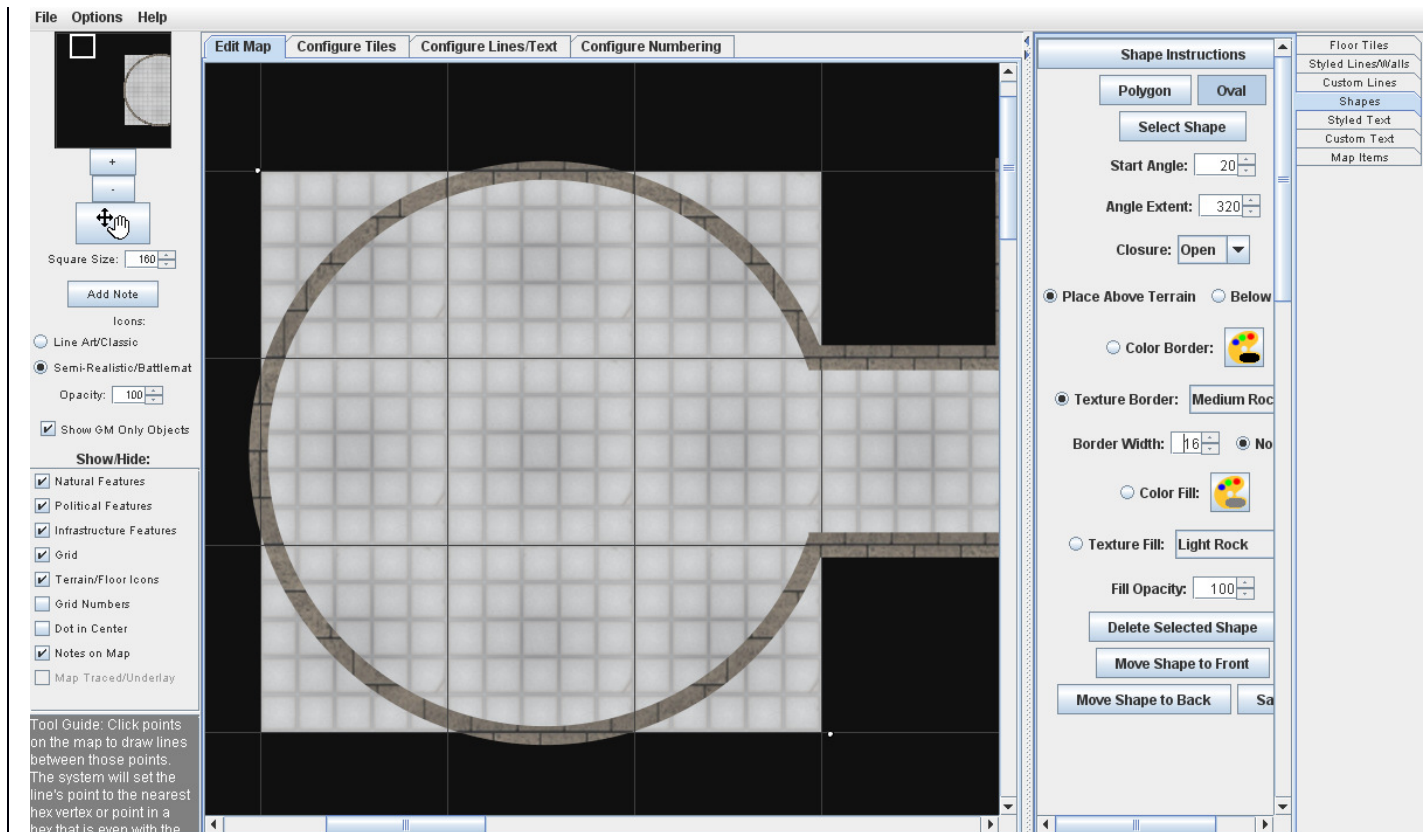 File Options Help
Edit Map Configure Tiles Configure Lines/Text Configure Numbering
+
-
Square Size: 160
Add Note
Icons:
Line Art/Classic
Semi-Realistic/Battlemat
Opacity: 100
Show GM Only Objects
Show/Hide:
Natural Features
Political Features
Infrastructure Features
Grid
Terrain/Floor Icons
Grid Numbers
Dot in Center
Notes on Map
Map Traced/Underlay
Tool Guide: Click points
on the map to draw lines
between those points.
The system will set the
line's point to the nearest
hex vertex or point in a
hex that is even with the
Shape Instructions
Polygon Oval
Select Shape
Start Angle: 20
Angle Extent: 320
Closure: Open
Place Above Terrain Below
Color Border:
Texture Border: Medium Roc
Border Width: 16 No
Color Fill:
Texture Fill: Light Rock
Fill Opacity: 100
Delete Selected Shape
Move Shape to Front
Move Shape to Back Sa
Floor Tiles
Styled Lines/Walls
Custom Lines
Shapes
Styled Text
Custom Text
Map Items